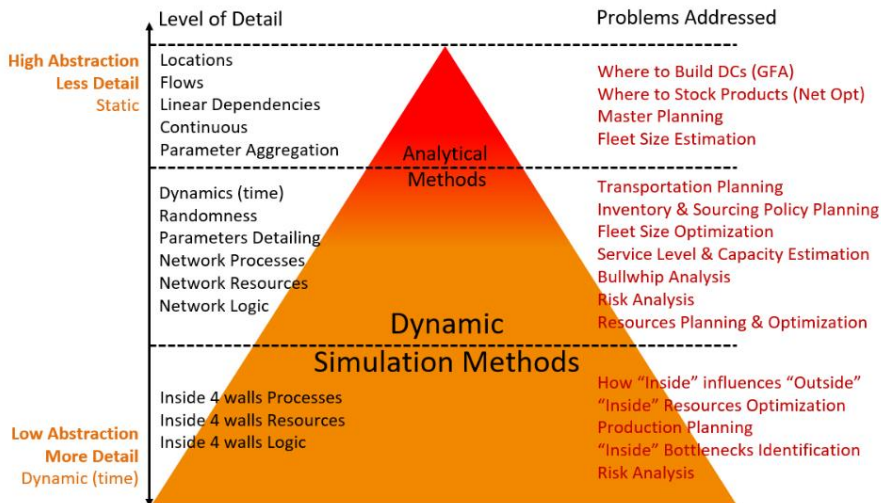 Level of Detail
Problems Addressed
High Abstraction
Less Detail
Static
Locations
Flows
Linear Dependencies
Continuous
Parameter Aggregation
Analytical
Methods
Where to Build DCs (GFA)
Where to Stock Products (Net Opt)
Master Planning
Fleet Size Estimation
Dynamics (time)
Randomness
Parameters Detailing
Network Processes
Network Resources
Network Logic
Transportation Planning
Inventory & Sourcing Policy Planning
Fleet Size Optimization
Service Level & Capacity Estimation
Bullwhip Analysis
Risk Analysis
Resources Planning & Optimization
Dynamic
Simulation Methods
Low Abstraction
More Detail
Dynamic (time)
Inside 4 walls Processes
Inside 4 walls Resources
Inside 4 walls Logic
How “Inside” influences “Outside”
“Inside” Resources Optimization
Production Planning
“Inside” Bottlenecks Identification
Risk Analysis